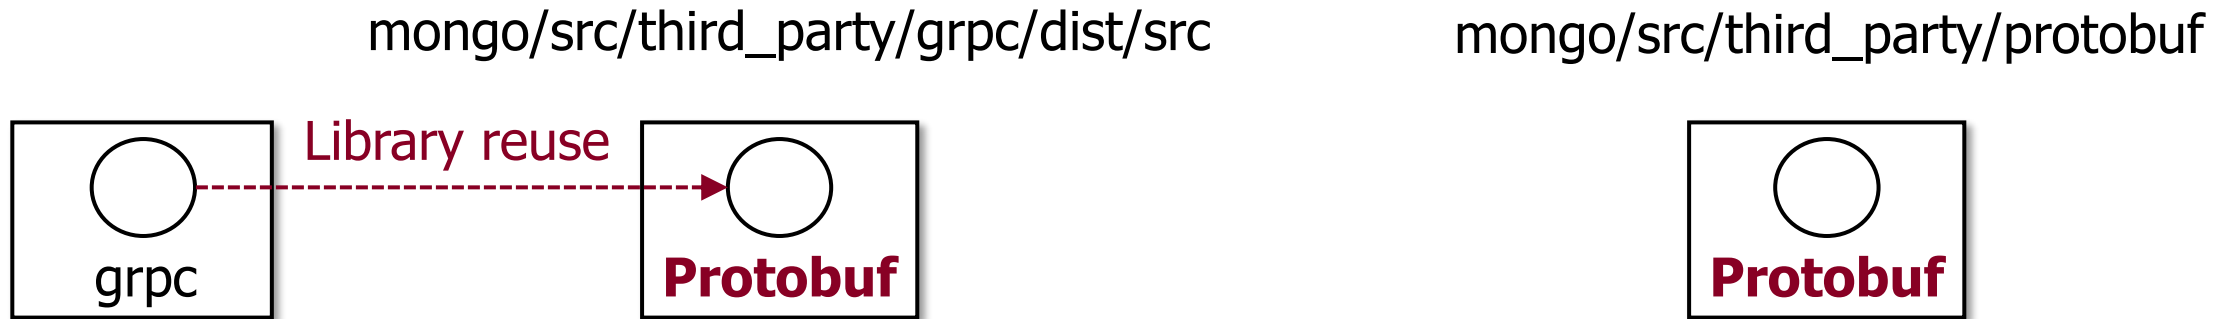 mongo/src/third_party/grpc/dist/src
mongo/src/third_party/protobuf
Library reuse
grpc
Protobuf
Protobuf